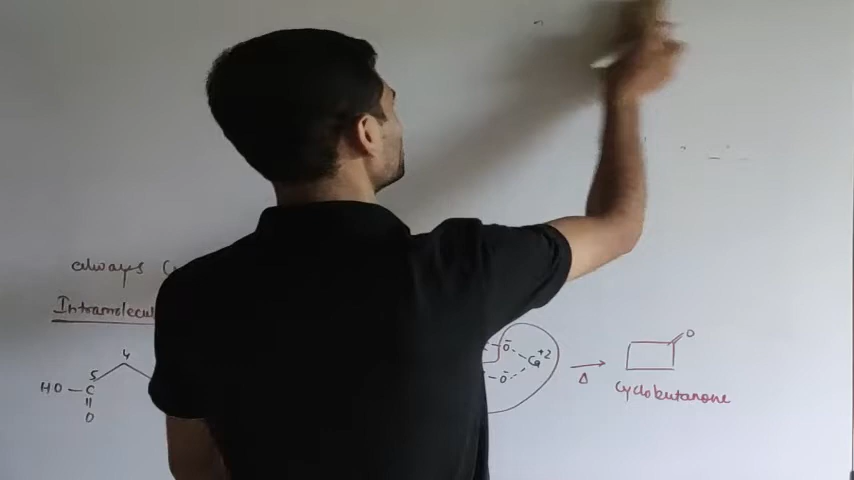 always
Intramolecul
4
5
HO — C
||
O
O⁻ Ca⁺²
O⁻
→ Δ
O
Cyclobutanone